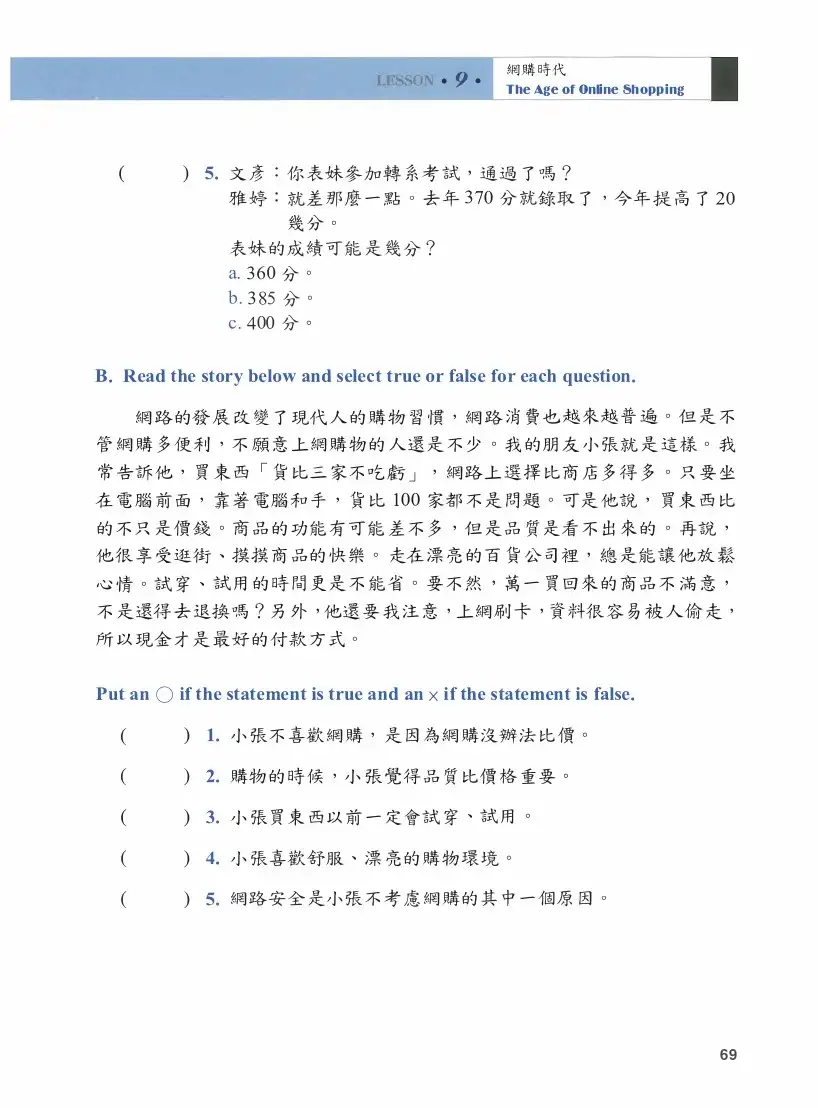 LESSON • 9 •
網購時代
The Age of Online Shopping
( ) 5. 文彥：你表妹參加轉系考試，通過了嗎？
雅婷：就差那麼一點。去年 370 分就錄取了，今年提高了 20
幾分。
表妹的成績可能是幾分？
a. 360 分。
b. 385 分。
c. 400 分。
B. Read the story below and select true or false for each question.
網路的發展改變了現代人的購物習慣，網路消費也越來越普遍。但是不
管網購多便利，不願意上網購物的人還是不少。我的朋友小張就是這樣。我
常告訴他，買東西「貨比三家不吃虧」，網路上選擇比商店多得多。只要坐
在電腦前面，靠著電腦和手，貨比 100 家都不是問題。可是他說，買東西比
的不只是價錢。商品的功能有可能差不多，但是品質是看不出來的。再說，
他很享受逛街、摸摸商品的快樂。走在漂亮的百貨公司裡，總是能讓他放鬆
心情。試穿、試用的時間更是不能省。要不然，萬一買回來的商品不滿意，
不是還得去退換嗎？另外，他還要我注意，上網刷卡，資料很容易被人偷走，
所以現金才是最好的付款方式。
Put an ○ if the statement is true and an × if the statement is false.
( ) 1. 小張不喜歡網購，是因為網購沒辦法比價。
( ) 2. 購物的時候，小張覺得品質比價格重要。
( ) 3. 小張買東西以前一定會試穿、試用。
( ) 4. 小張喜歡舒服、漂亮的購物環境。
( ) 5. 網路安全是小張不考慮網購的其中一個原因。
69